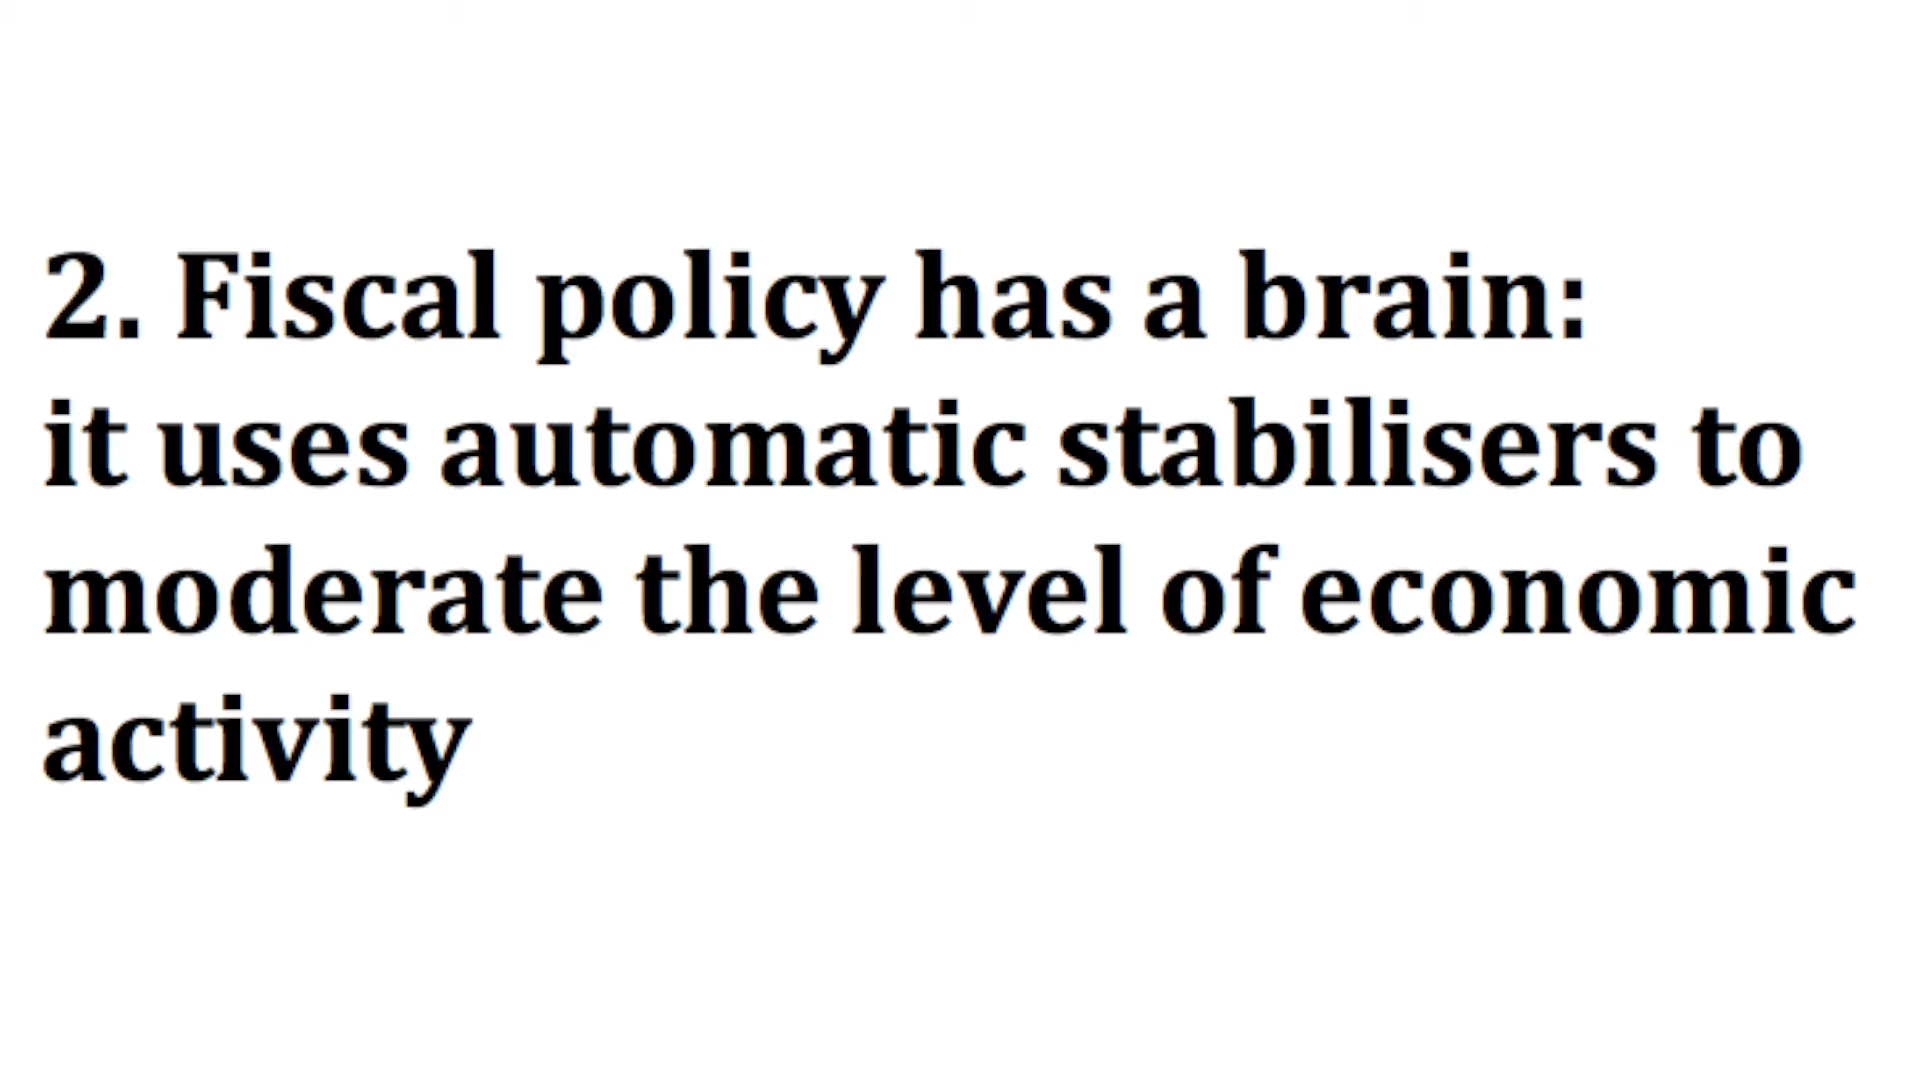 2. Fiscal policy has a brain:
it uses automatic stabilisers to
moderate the level of economic
activity